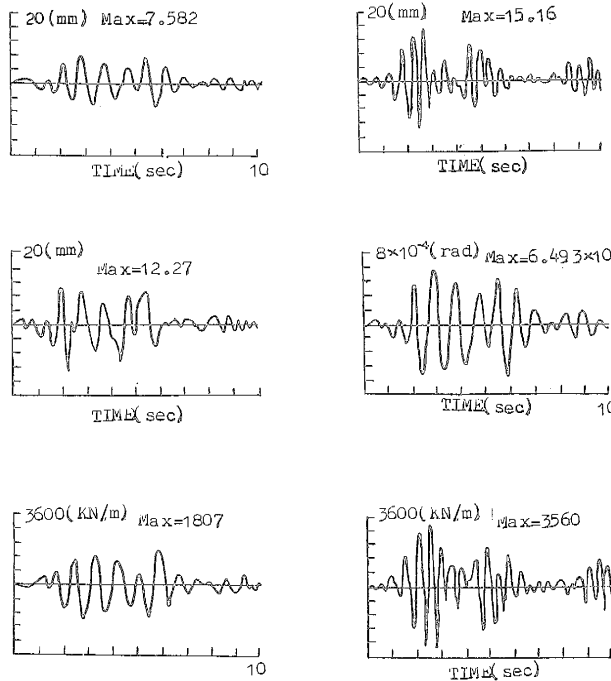 20(mm) Max=7.582
TIME(sec)
10
20(mm) Max=15.16
TIME(sec)
20(mm)
Max=12.27
TIME(sec)
8×10⁻⁴(rad) Max=6.493×10
TIME(sec)
10
3600(KN/m) Max=1807
10
3600(KN/m) Max=3560
TIME(sec)